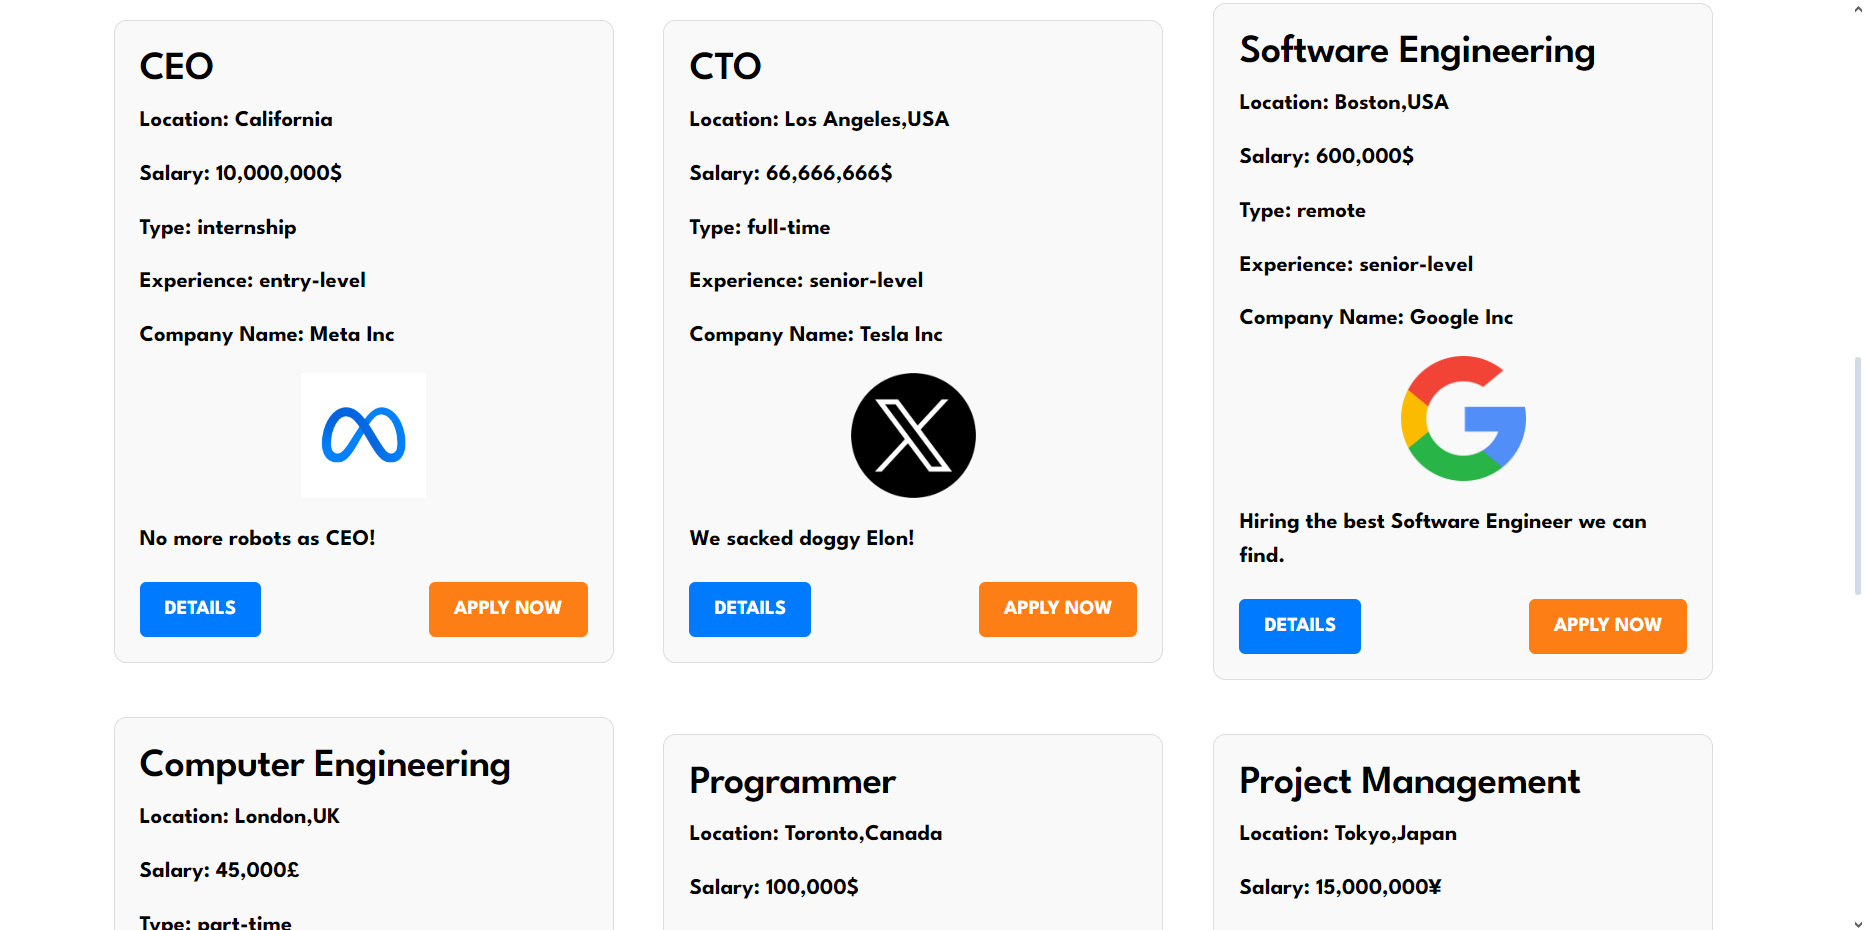 CEO
Location: California
Salary: 10,000,000$
Type: internship
Experience: entry-level
Company Name: Meta Inc
No more robots as CEO!
DETAILS
APPLY NOW
CTO
Location: Los Angeles,USA
Salary: 66,666,666$
Type: full-time
Experience: senior-level
Company Name: Tesla Inc
We sacked doggy Elon!
DETAILS
APPLY NOW
Software Engineering
Location: Boston,USA
Salary: 600,000$
Type: remote
Experience: senior-level
Company Name: Google Inc
Hiring the best Software Engineer we can
find.
DETAILS
APPLY NOW
Computer Engineering
Location: London,UK
Salary: 45,000£
Type: part-time
Programmer
Location: Toronto,Canada
Salary: 100,000$
Project Management
Location: Tokyo,Japan
Salary: 15,000,000¥